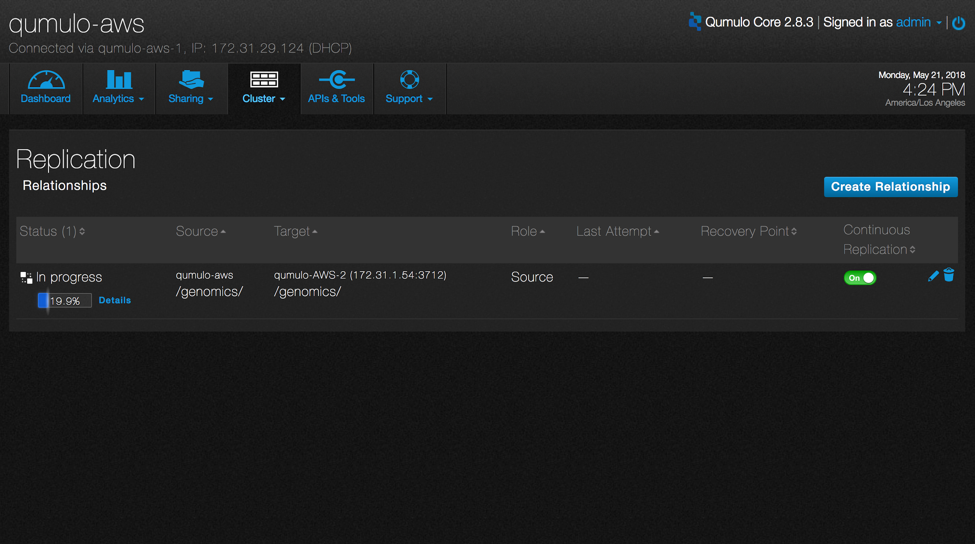 qumulo-aws
Qumulo Core 2.8.3 | Signed in as admin
Connected via qumulo-aws-1, IP: 172.31.29.124 (DHCP)
Dashboard Analytics Sharing Cluster APIs & Tools Support
Monday, May 21, 2018
4:24 PM
America/Los Angeles
Replication
Relationships
Create Relationship
Status (1) Source Target Role Last Attempt Recovery Point Continuous
Replication
In progress qumulo-aws qumulo-AWS-2 (172.31.1.54:3712) Source — — On
/genomics/ /genomics/
19.9% Details